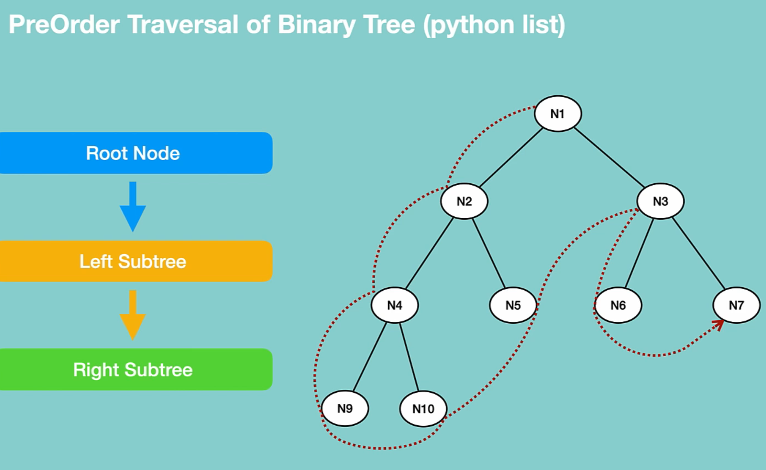 PreOrder Traversal of Binary Tree (python list)
Root Node
Left Subtree
Right Subtree
N1
N2
N3
N4
N5
N6
N7
N9
N10